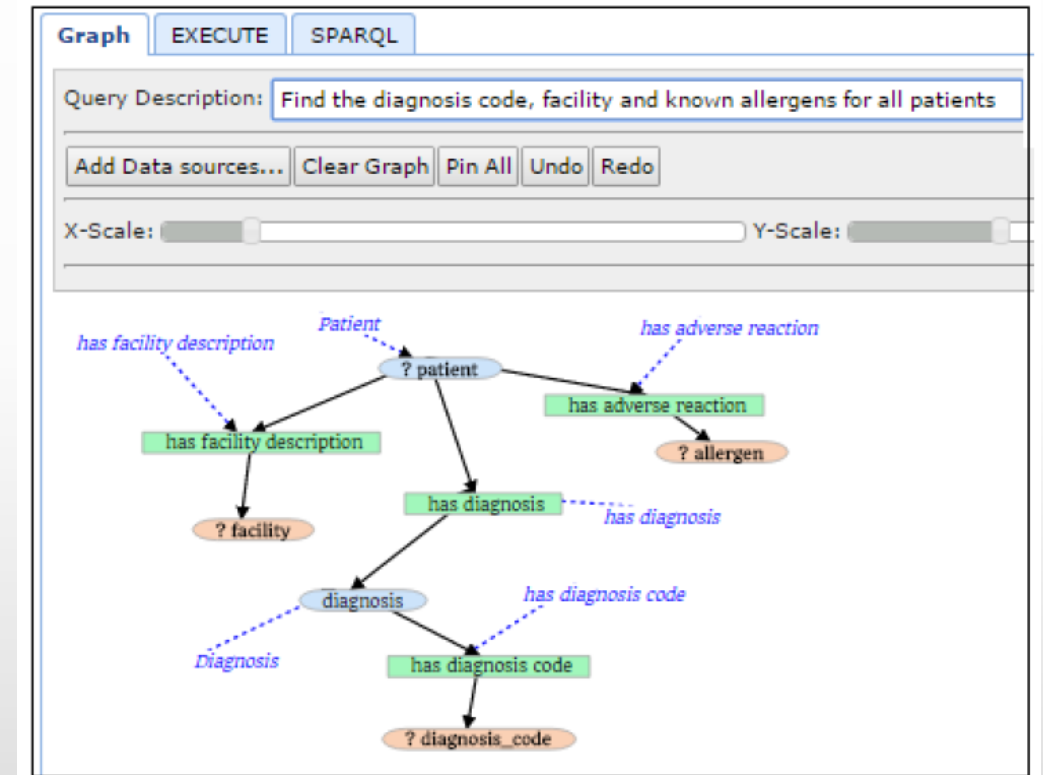 Graph EXECUTE SPARQL
Query Description: Find the diagnosis code, facility and known allergens for all patients
Add Data sources... Clear Graph Pin All Undo Redo
X-Scale: Y-Scale:
Patient
has adverse reaction
has facility description
? patient
has adverse reaction
has facility description
? allergen
has diagnosis
has diagnosis
? facility
has diagnosis code
diagnosis
Diagnosis
has diagnosis code
? diagnosis_code